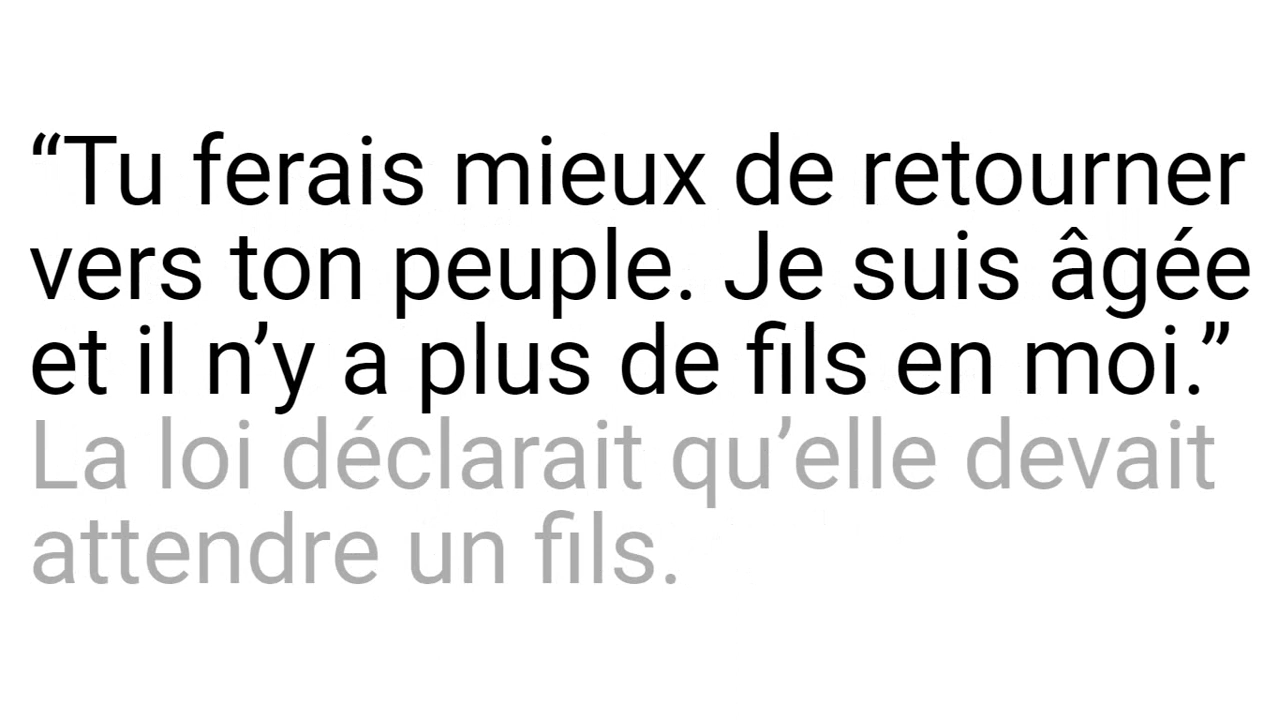 “Tu ferais mieux de retourner
vers ton peuple. Je suis âgée
et il n’y a plus de fils en moi.”
La loi déclarait qu’elle devait
attendre un fils.